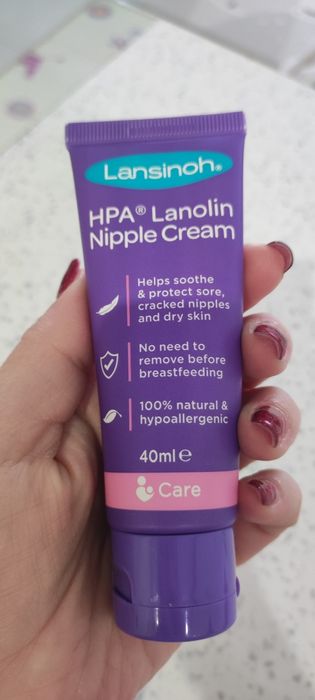 Lansinoh®
HPA® Lanolin
Nipple Cream
Helps soothe
& protect sore,
cracked nipples
and dry skin
No need to
remove before
breastfeeding
100% natural &
hypoallergenic
40ml ℮
Care